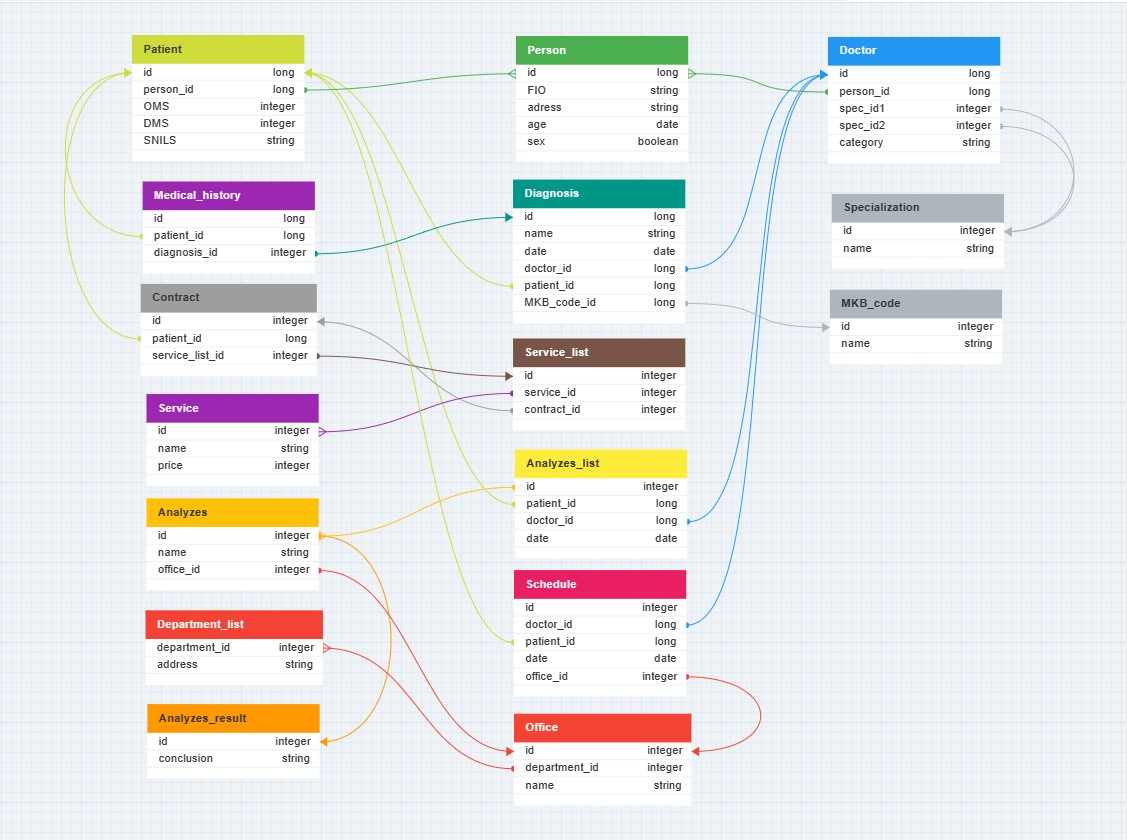 Patient
id long
person_id long
OMS integer
DMS integer
SNILS string
Person
id long
FIO string
adress string
age date
sex boolean
Doctor
id long
person_id long
spec_id1 integer
spec_id2 integer
category string
Medical_history
id long
patient_id long
diagnosis_id integer
Diagnosis
id long
name string
date date
doctor_id long
patient_id long
MKB_code_id long
Specialization
id integer
name string
Contract
id integer
patient_id long
service_list_id integer
MKB_code
id integer
name string
Service_list
id integer
service_id integer
contract_id integer
Service
id integer
name string
price integer
Analyzes_list
id integer
patient_id long
doctor_id long
date date
Analyzes
id integer
name string
office_id integer
Schedule
id integer
doctor_id long
patient_id long
date date
office_id integer
Department_list
department_id integer
address string
Analyzes_result
id integer
conclusion string
Office
id integer
department_id integer
name string